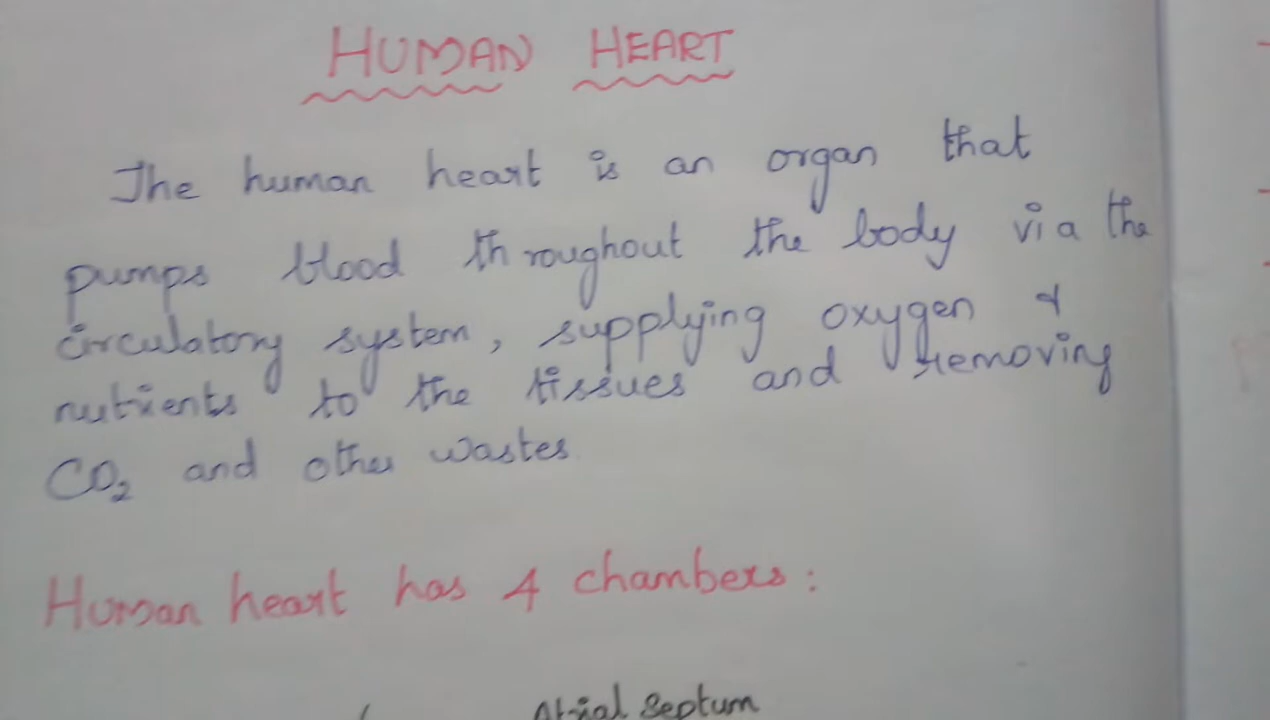 HUMAN HEART
The human heart is an organ that
pumps blood throughout the body via the
circulatory system, supplying oxygen &
nutrients to the tissues and removing
CO₂ and other wastes.
Human heart has 4 chambers:
Atrial Septum